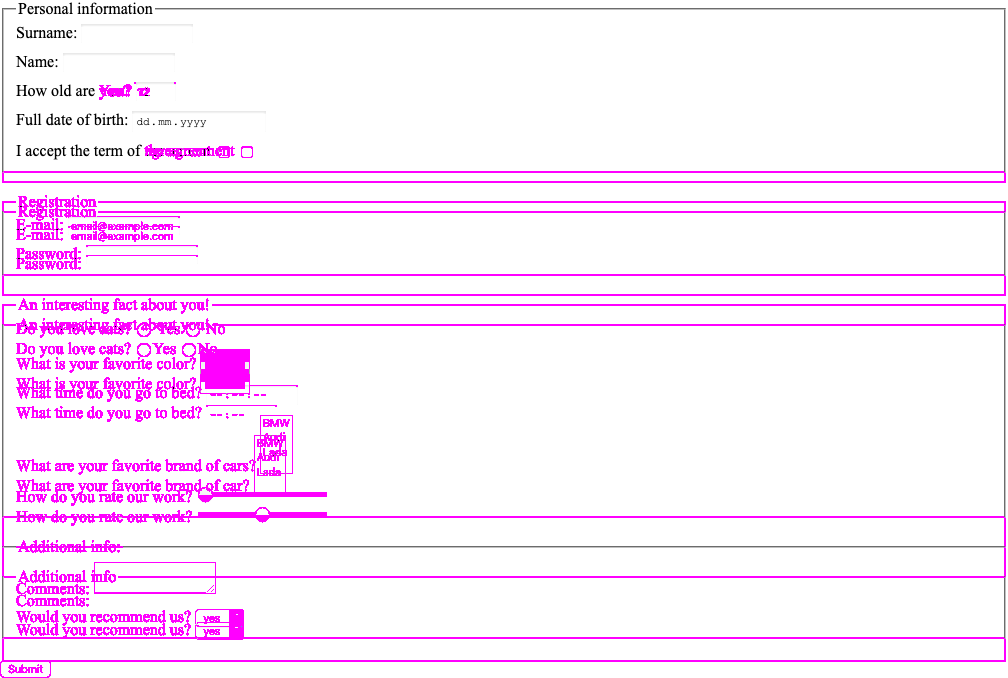 Personal information
Surname:
Name:
How old are you? 12
Full date of birth: dd.mm.yyyy
I accept the term of agreement
Registration
Registration
E-mail: email@example.com
E-mail: email@example.com
Password:
Password:
An interesting fact about you!
An interesting fact about you!
Do you love cats? Yes No
Do you love cats? Yes No
What is your favorite color?
What is your favorite color?
What time do you go to bed? --:--
What time do you go to bed? --:--
BMW
Audi
BMW
Lada
Audi
What are your favorite brand of cars?
Lada
What are your favorite brand of car?
How do you rate our work?
How do you rate our work?
Additional info:
Additional info
Comments:
Comments:
Would you recommend us? yes
Would you recommend us? yes
Submit